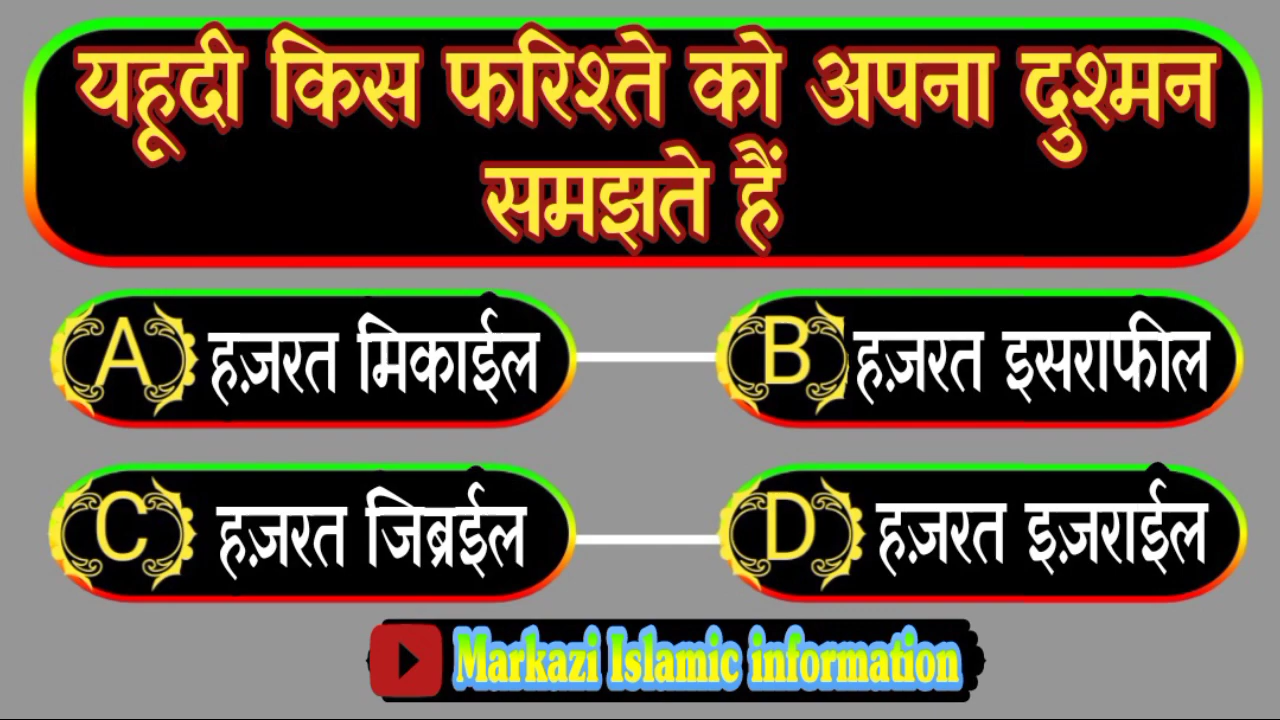 यहूदी किस फरिश्ते को अपना दुश्मन
समझते हैं
A हज़रत मिकाईल
B हज़रत इसराफील
C हज़रत जिब्रईल
D हज़रत इज़राईल
Markazi Islamic information